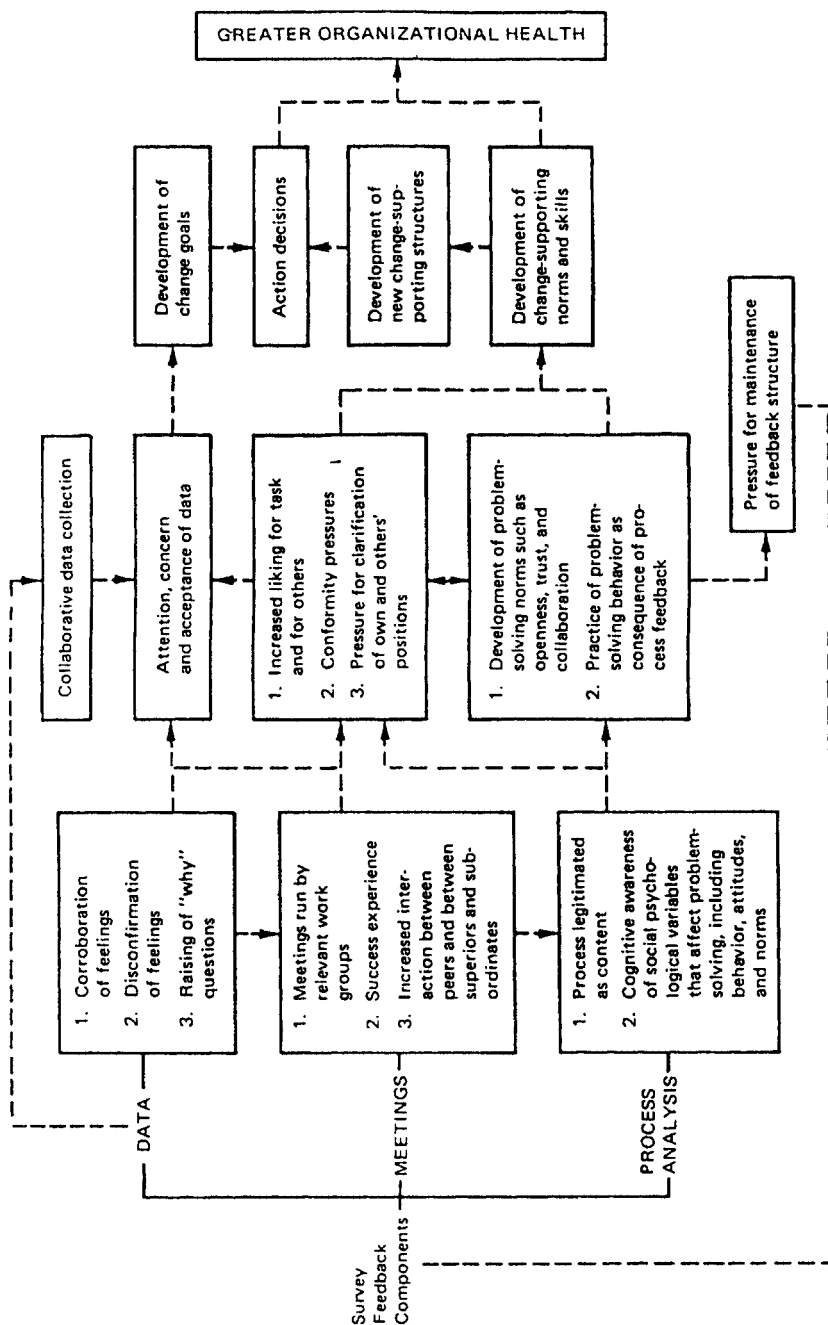 Survey
Feedback
Components
DATA
MEETINGS
PROCESS
ANALYSIS
1. Corroboration
of feelings
2. Disconfirmation
of feelings
3. Raising of "why"
questions
1. Meetings run by
relevant work
groups
2. Success experience
3. Increased inter-
action between
peers and between
superiors and sub-
ordinates
1. Process legitimated
as content
2. Cognitive awareness
of social psycho-
logical variables
that affect problem-
solving, including
behavior, attitudes,
and norms
Collaborative data collection
Attention, concern
and acceptance of data
1. Increased liking for task
and for others
2. Conformity pressures
3. Pressure for clarification
of own and others'
positions
1. Development of problem-
solving norms such as
openness, trust, and
collaboration
2. Practice of problem-
solving behavior as
consequence of pro-
cess feedback
Development of
change goals
Action decisions
Development of
new change-sup-
porting structures
Development of
change-supporting
norms and skills
Pressure for maintenance
of feedback structure
GREATER ORGANIZATIONAL HEALTH